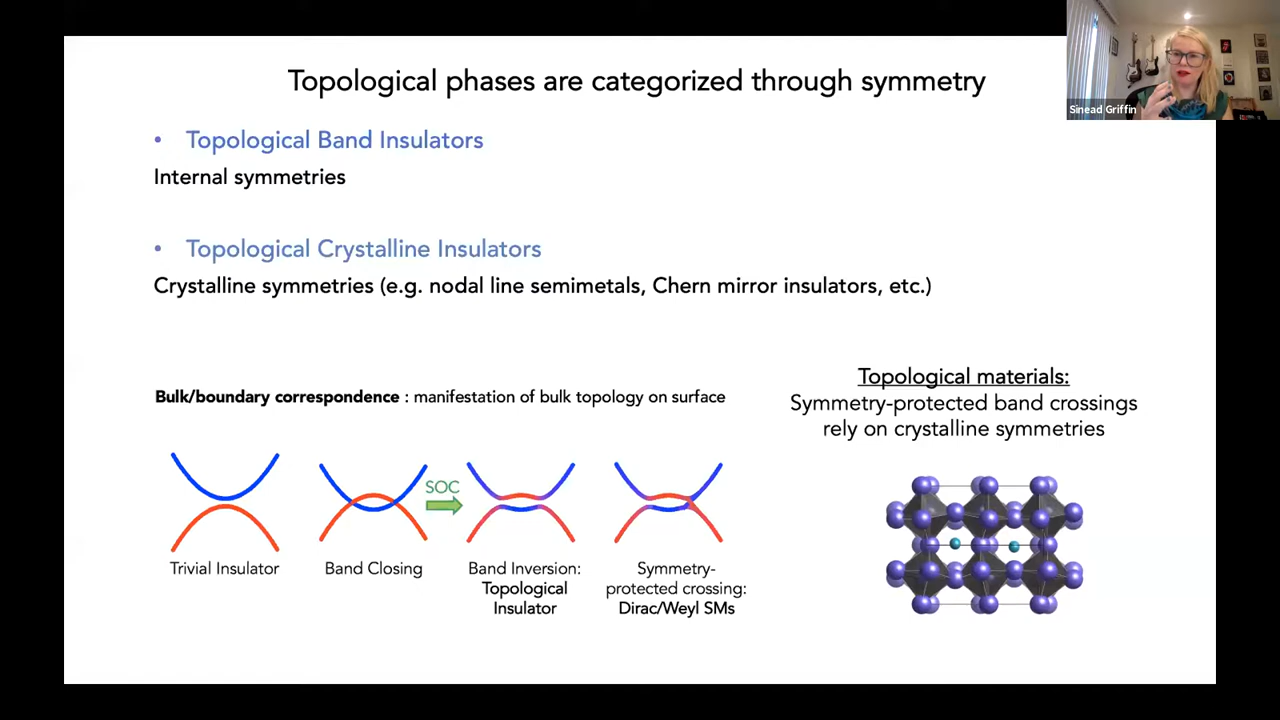 Topological phases are categorized through symmetry
Sinead Griffin
• Topological Band Insulators
Internal symmetries
• Topological Crystalline Insulators
Crystalline symmetries (e.g. nodal line semimetals, Chern mirror insulators, etc.)
Bulk/boundary correspondence : manifestation of bulk topology on surface
SOC
Trivial Insulator
Band Closing
Band Inversion:
Topological
Insulator
Symmetry-
protected crossing:
Dirac/Weyl SMs
Topological materials:
Symmetry-protected band crossings
rely on crystalline symmetries